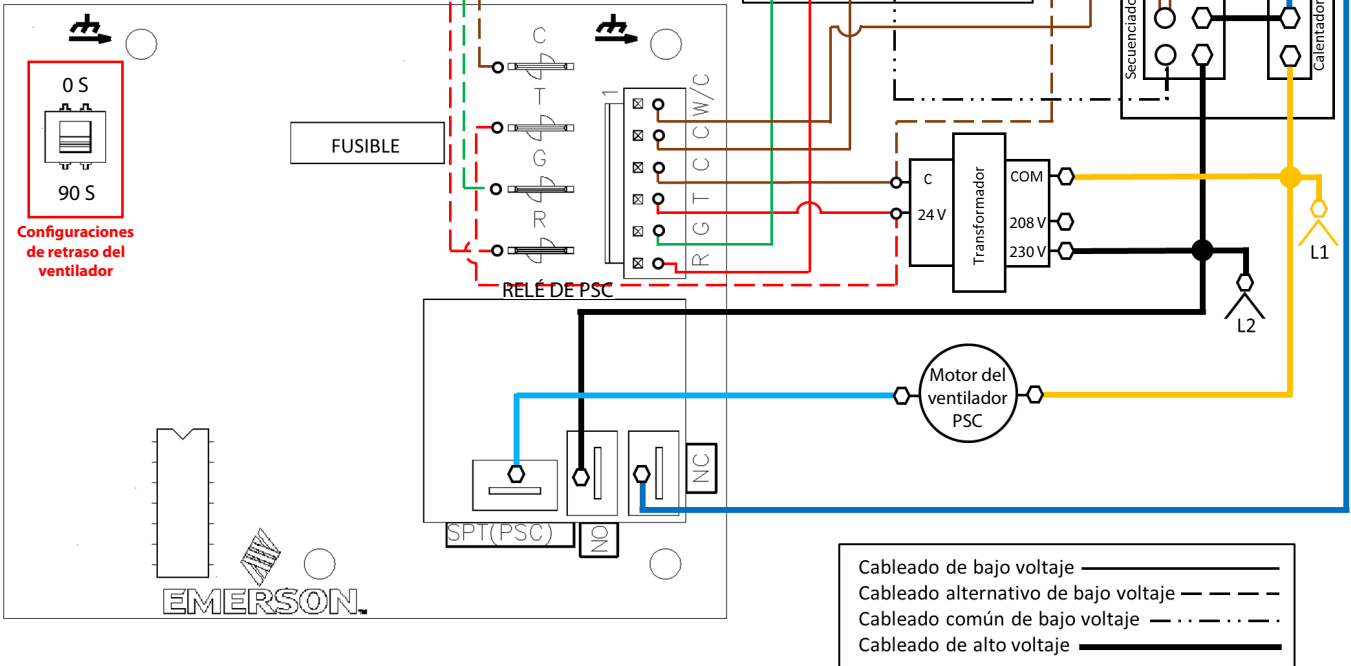 0 S
90 S
Configuraciones
de retraso del
ventilador
FUSIBLE
C
T
G
R
1
W/C
C
C
T
G
R
RELÉ DE PSC
SPT(PSC)
NO
NC
EMERSON™
C
24 V
Transformador
COM
208 V
230 V
Secuenciado
Calentador
L1
L2
Motor del
ventilador
PSC
Cableado de bajo voltaje
Cableado alternativo de bajo voltaje
Cableado común de bajo voltaje
Cableado de alto voltaje